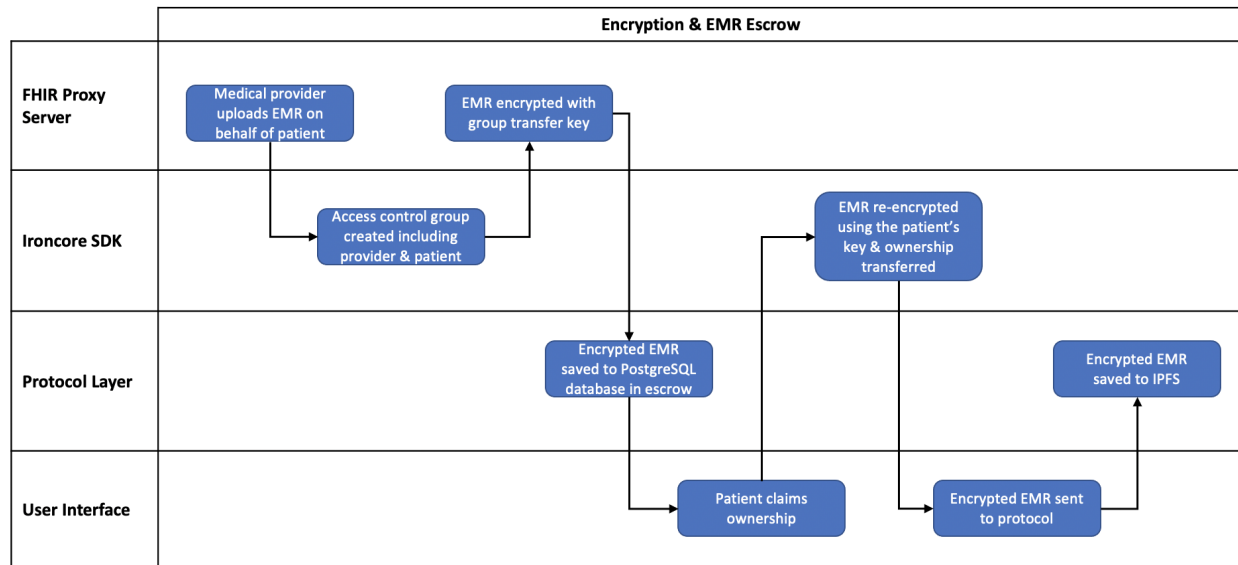 Encryption & EMR Escrow
FHIR Proxy
Server
Medical provider
uploads EMR on
behalf of patient
EMR encrypted with
group transfer key
Ironcore SDK
Access control group
created including
provider & patient
EMR re-encrypted
using the patient’s
key & ownership
transferred
Protocol Layer
Encrypted EMR
saved to PostgreSQL
database in escrow
Encrypted EMR
saved to IPFS
User Interface
Patient claims
ownership
Encrypted EMR sent
to protocol